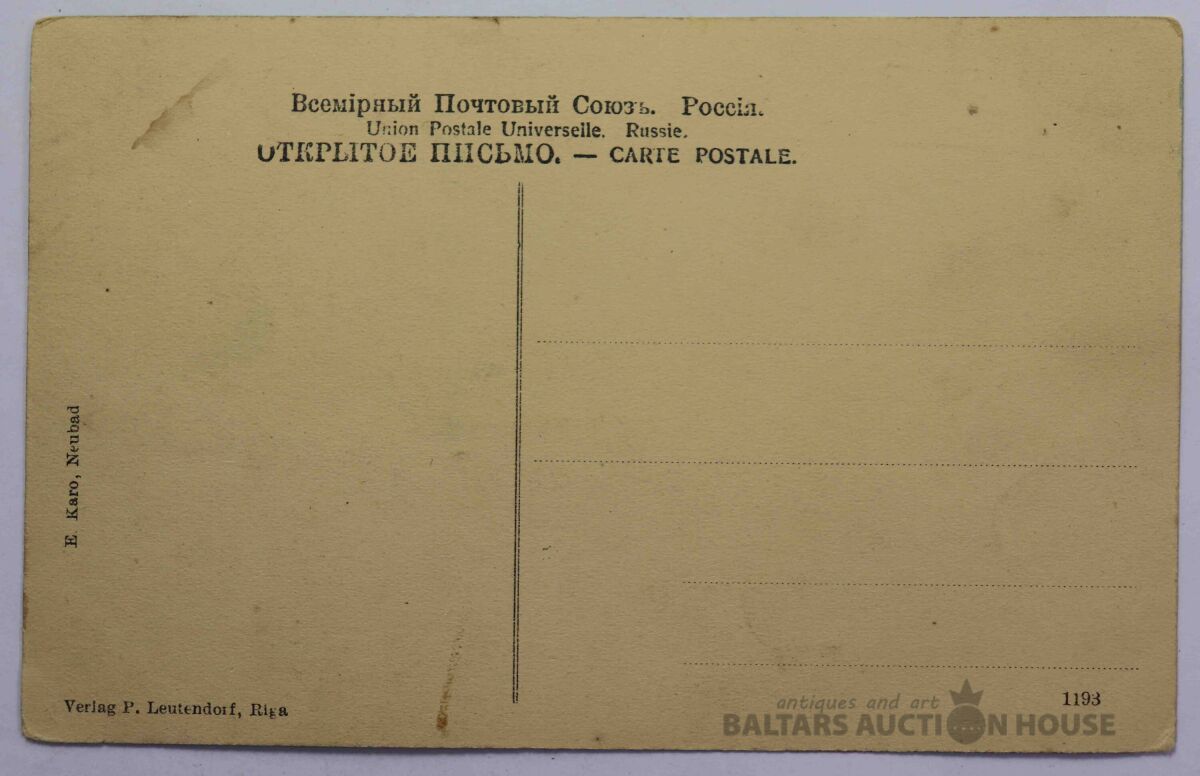 Всемірный Почтовый Союзъ. Россія.
Union Postale Universelle. Russie.
ОТКРЫТОЕ ПИСЬМО. — CARTE POSTALE.
E. Karo, Neubad
Verlag P. Leutendorf, Riga
1193
antiques and art
BALTARS AUCTION HOUSE